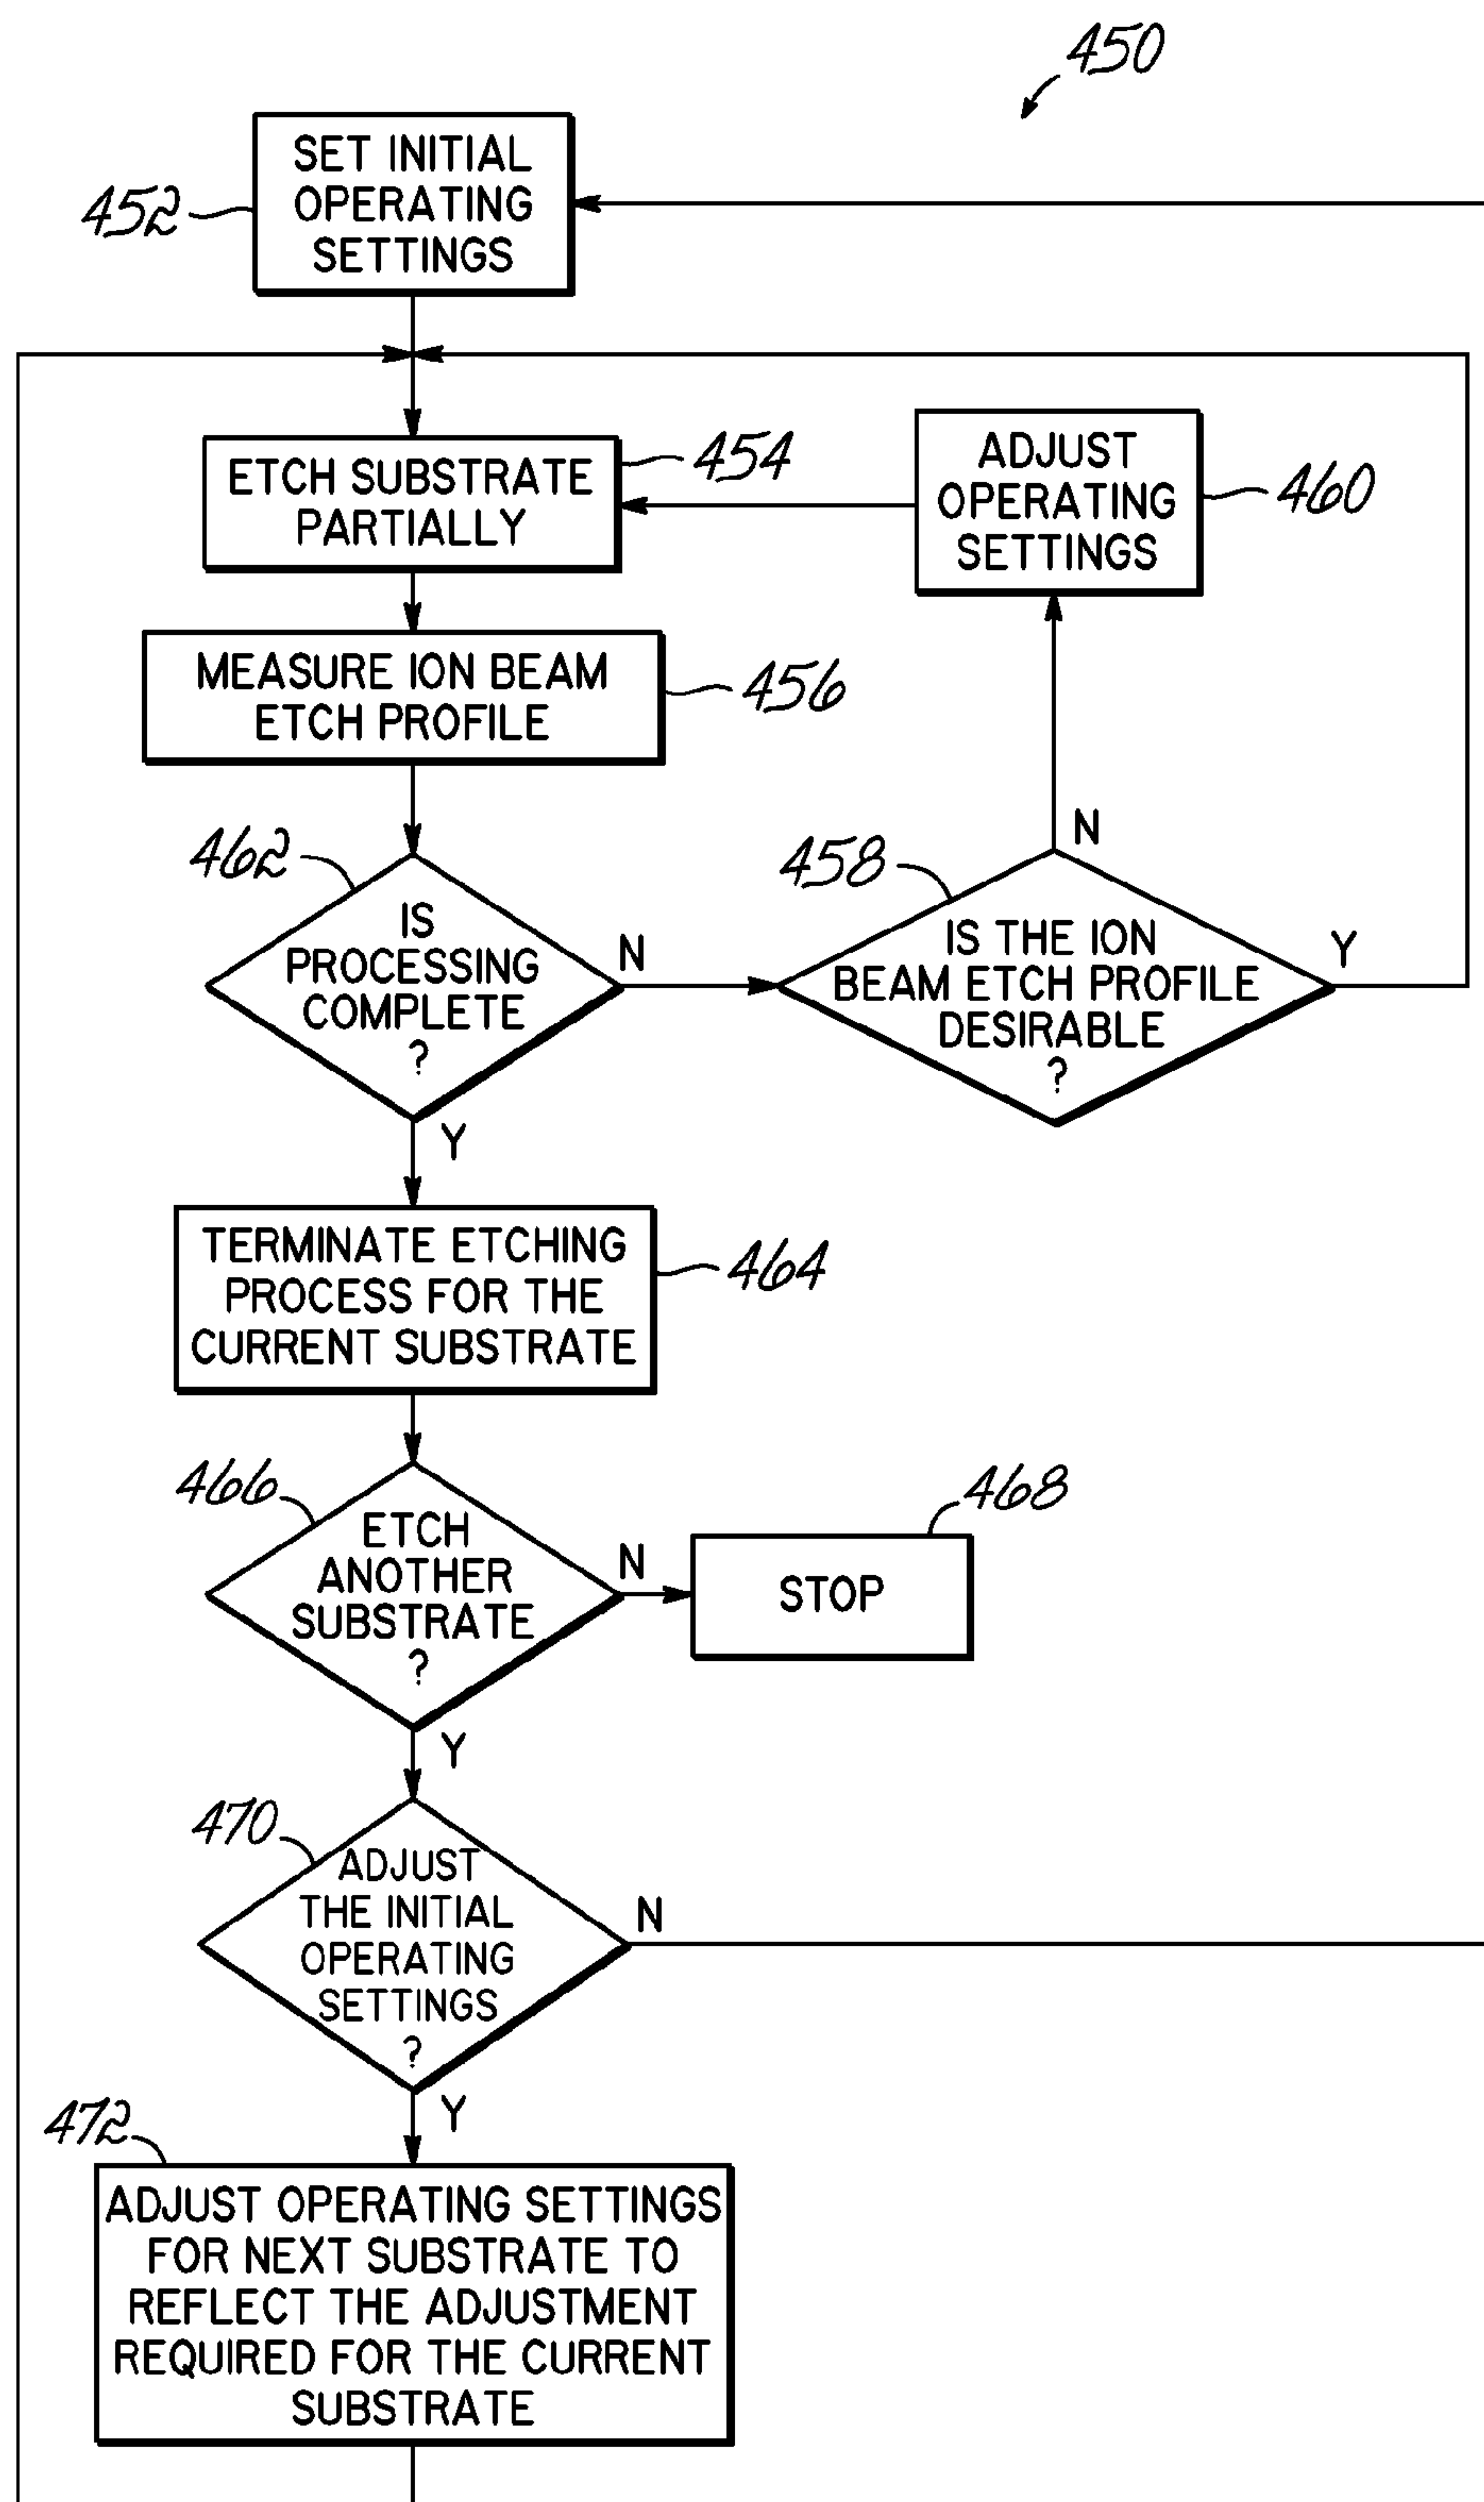 450
SET INITIAL
OPERATING
SETTINGS
452
ETCH SUBSTRATE
PARTIALLY
454
ADJUST
OPERATING
SETTINGS
460
MEASURE ION BEAM
ETCH PROFILE
456
462
IS
PROCESSING
COMPLETE
?
N
Y
458
IS THE ION
BEAM ETCH PROFILE
DESIRABLE
?
N
Y
TERMINATE ETCHING
PROCESS FOR THE
CURRENT SUBSTRATE
464
466
ETCH
ANOTHER
SUBSTRATE
?
N
Y
468
STOP
470
ADJUST
THE INITIAL
OPERATING
SETTINGS
?
N
Y
472
ADJUST OPERATING SETTINGS
FOR NEXT SUBSTRATE TO
REFLECT THE ADJUSTMENT
REQUIRED FOR THE CURRENT
SUBSTRATE